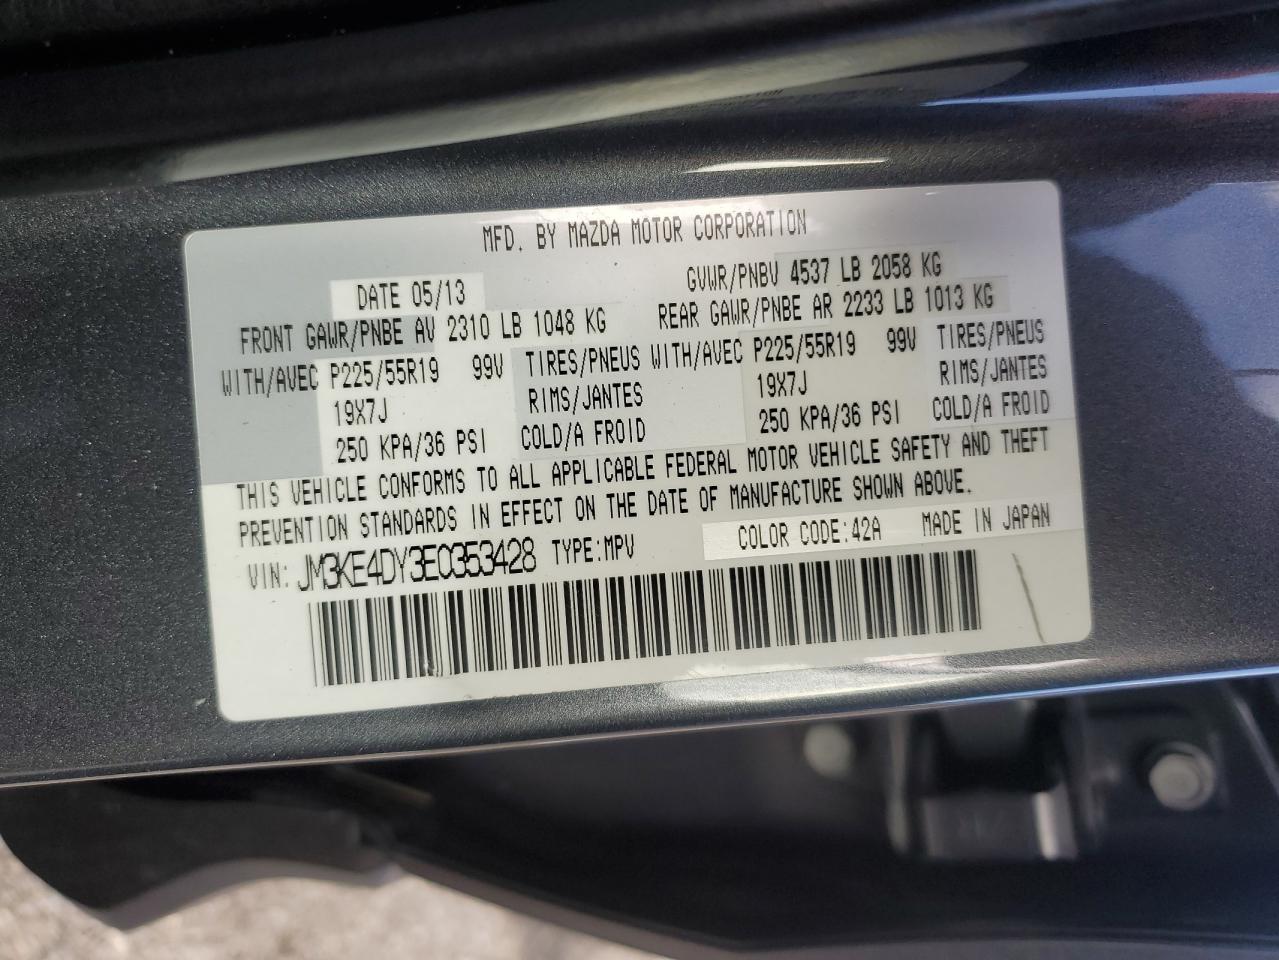 MFD. BY MAZDA MOTOR CORPORATION
DATE 05/13 GVWR/PNBV 4537 LB 2058 KG
FRONT GAWR/PNBE AV 2310 LB 1048 KG REAR GAWR/PNBE AR 2233 LB 1013 KG
WITH/AVEC P225/55R19 99V TIRES/PNEUS WITH/AVEC P225/55R19 99V TIRES/PNEUS
19X7J RIMS/JANTES 19X7J RIMS/JANTES
250 KPA/36 PSI COLD/A FROID 250 KPA/36 PSI COLD/A FROID
THIS VEHICLE CONFORMS TO ALL APPLICABLE FEDERAL MOTOR VEHICLE SAFETY AND THEFT
PREVENTION STANDARDS IN EFFECT ON THE DATE OF MANUFACTURE SHOWN ABOVE.
VIN: JM3KE4DY3E0353428 TYPE:MPV COLOR CODE:42A MADE IN JAPAN